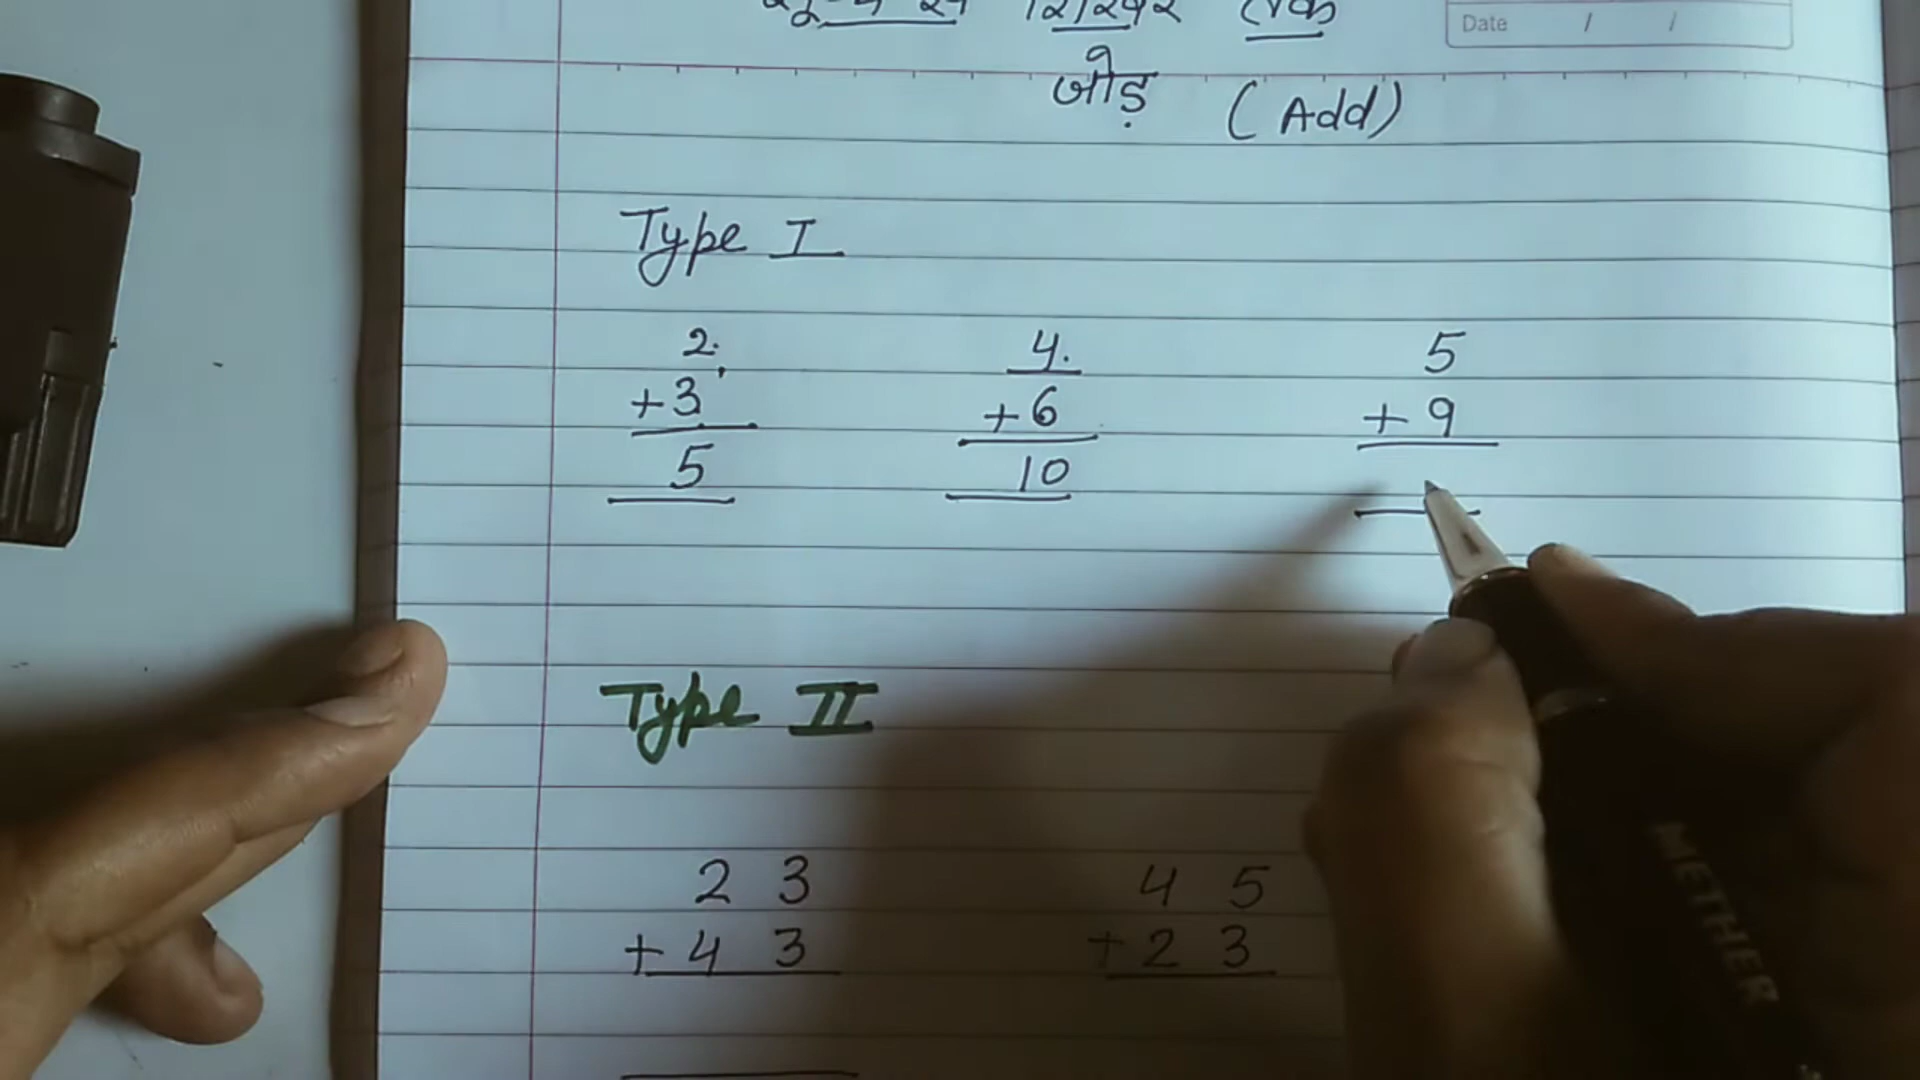 Date / /
जोड़ (Add)
Type I
2. 4. 5
+3 +6 +9
5 10
Type II
2 3 4 5
+ 4 3 + 2 3
METHER